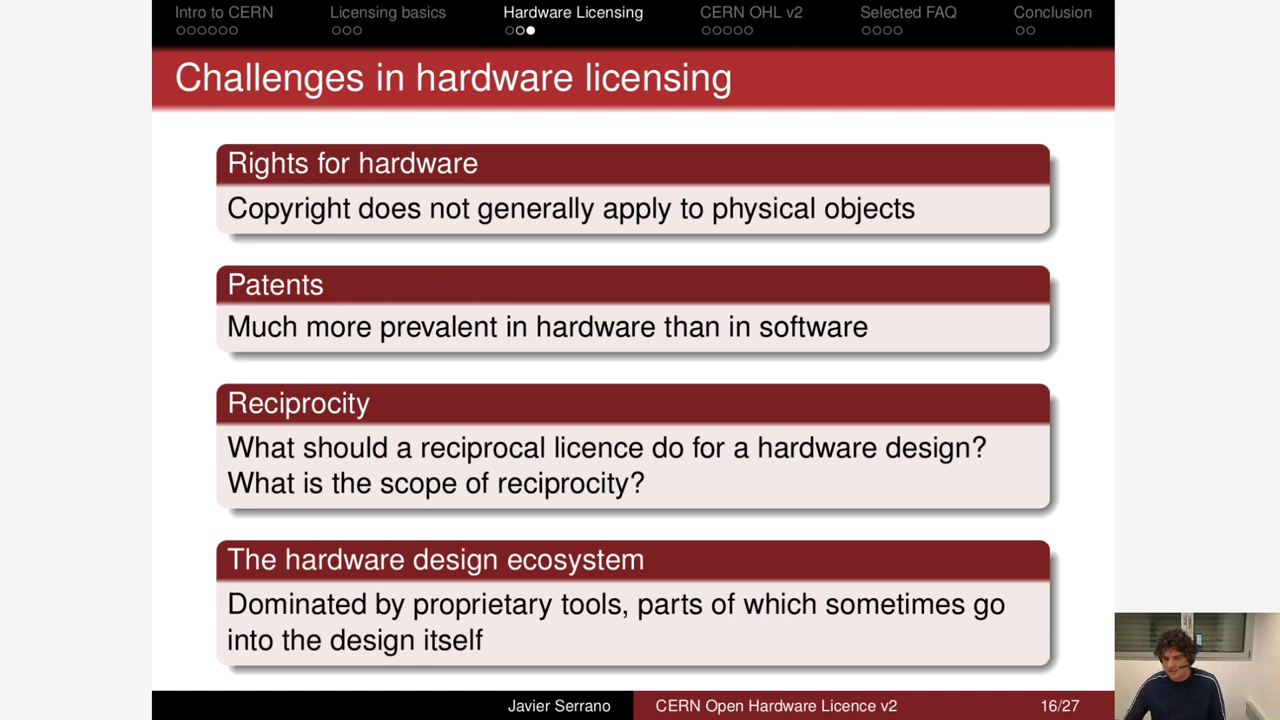 Intro to CERN Licensing basics Hardware Licensing CERN OHL v2 Selected FAQ Conclusion
Challenges in hardware licensing
Rights for hardware
Copyright does not generally apply to physical objects
Patents
Much more prevalent in hardware than in software
Reciprocity
What should a reciprocal licence do for a hardware design?
What is the scope of reciprocity?
The hardware design ecosystem
Dominated by proprietary tools, parts of which sometimes go
into the design itself
Javier Serrano CERN Open Hardware Licence v2 16/27